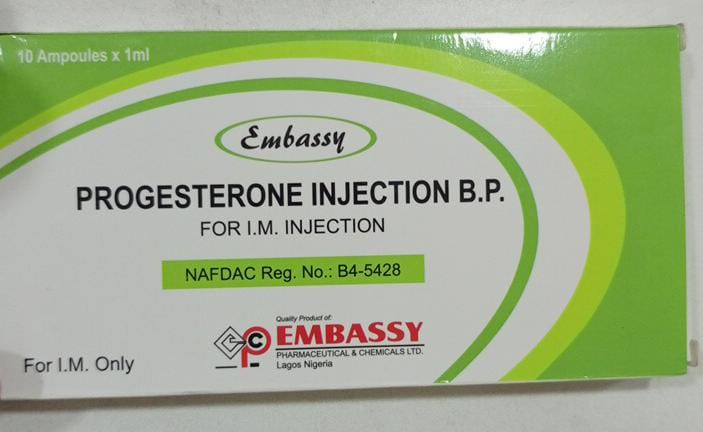 10 Ampoules x 1ml
Embassy
PROGESTERONE INJECTION B.P.
FOR I.M. INJECTION
NAFDAC Reg. No.: B4-5428
Quality Product of:
EMBASSY
PHARMACEUTICAL & CHEMICALS LTD.
Lagos Nigeria
For I.M. Only